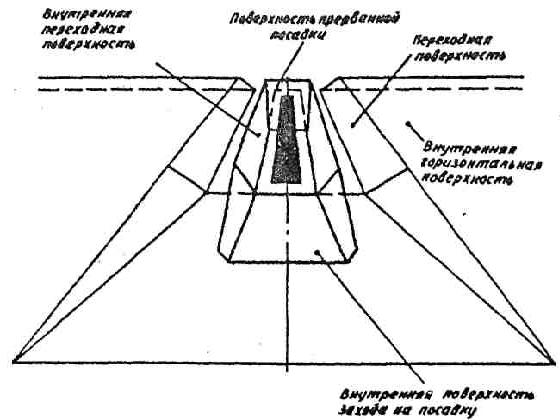 Внутренняя
переходная
поверхность
Поверхность прерванной
посадки
Переходная
поверхность
Внутренняя
горизонтальная
поверхность
Внутренняя поверхность
захода на посадку